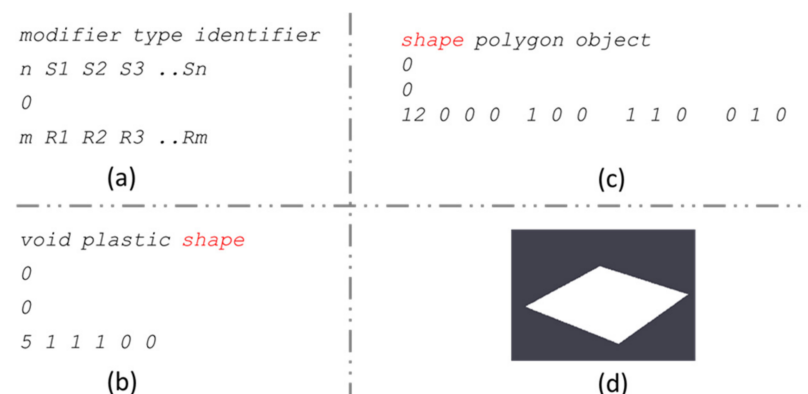 modifier type identifier
n S1 S2 S3 ..Sn
0
m R1 R2 R3 ..Rm
(a)
shape polygon object
0
0
12 0 0 0 1 0 0 1 1 0 0 1 0
(c)
void plastic shape
0
0
5 1 1 1 0 0
(b)
(d)